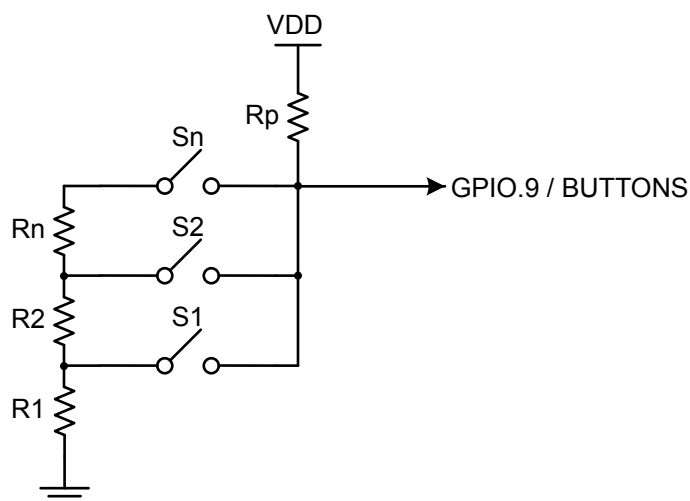 VDD
Rp
Sn
GPIO.9 / BUTTONS
Rn
S2
R2
S1
R1